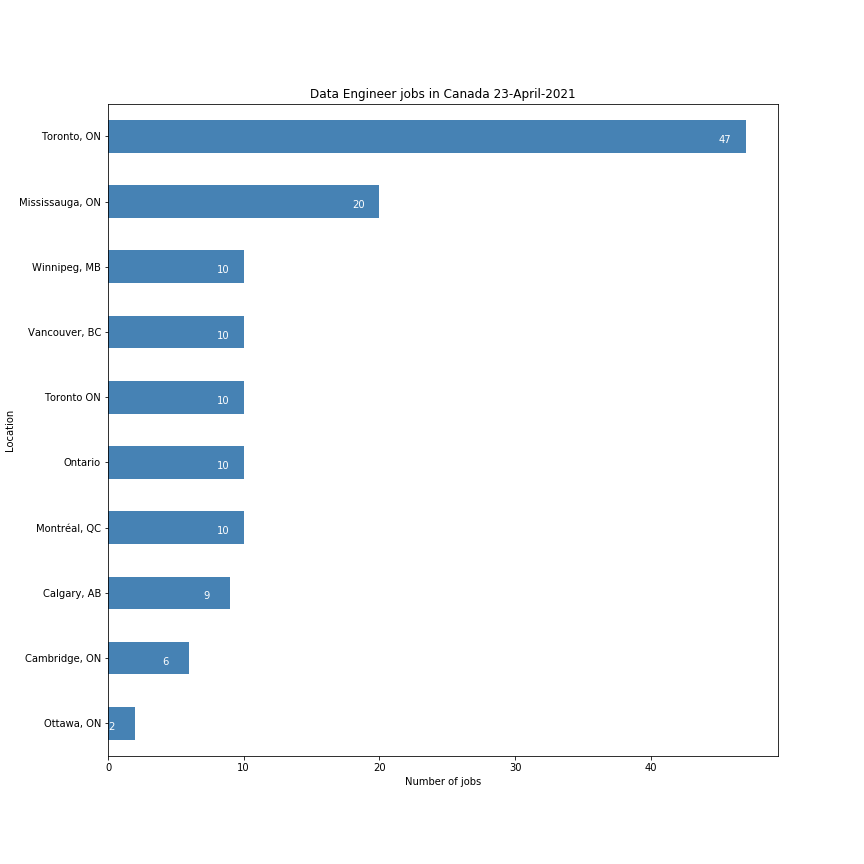 Data Engineer jobs in Canada 23-April-2021
Toronto, ON
47
Mississauga, ON
20
Winnipeg, MB
10
Vancouver, BC
10
Toronto ON
10
Ontario
10
Montréal, QC
10
Calgary, AB
9
Cambridge, ON
6
Ottawa, ON
2
Location
0 10 20 30 40
Number of jobs